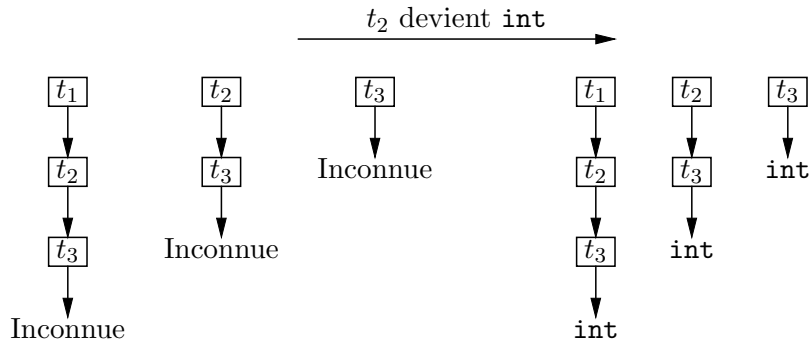 t₂ devient int
t₁ t₂ t₃ t₁ t₂ t₃
t₂ t₃ Inconnue t₂ t₃ int
t₃ Inconnue t₃ int
Inconnue int